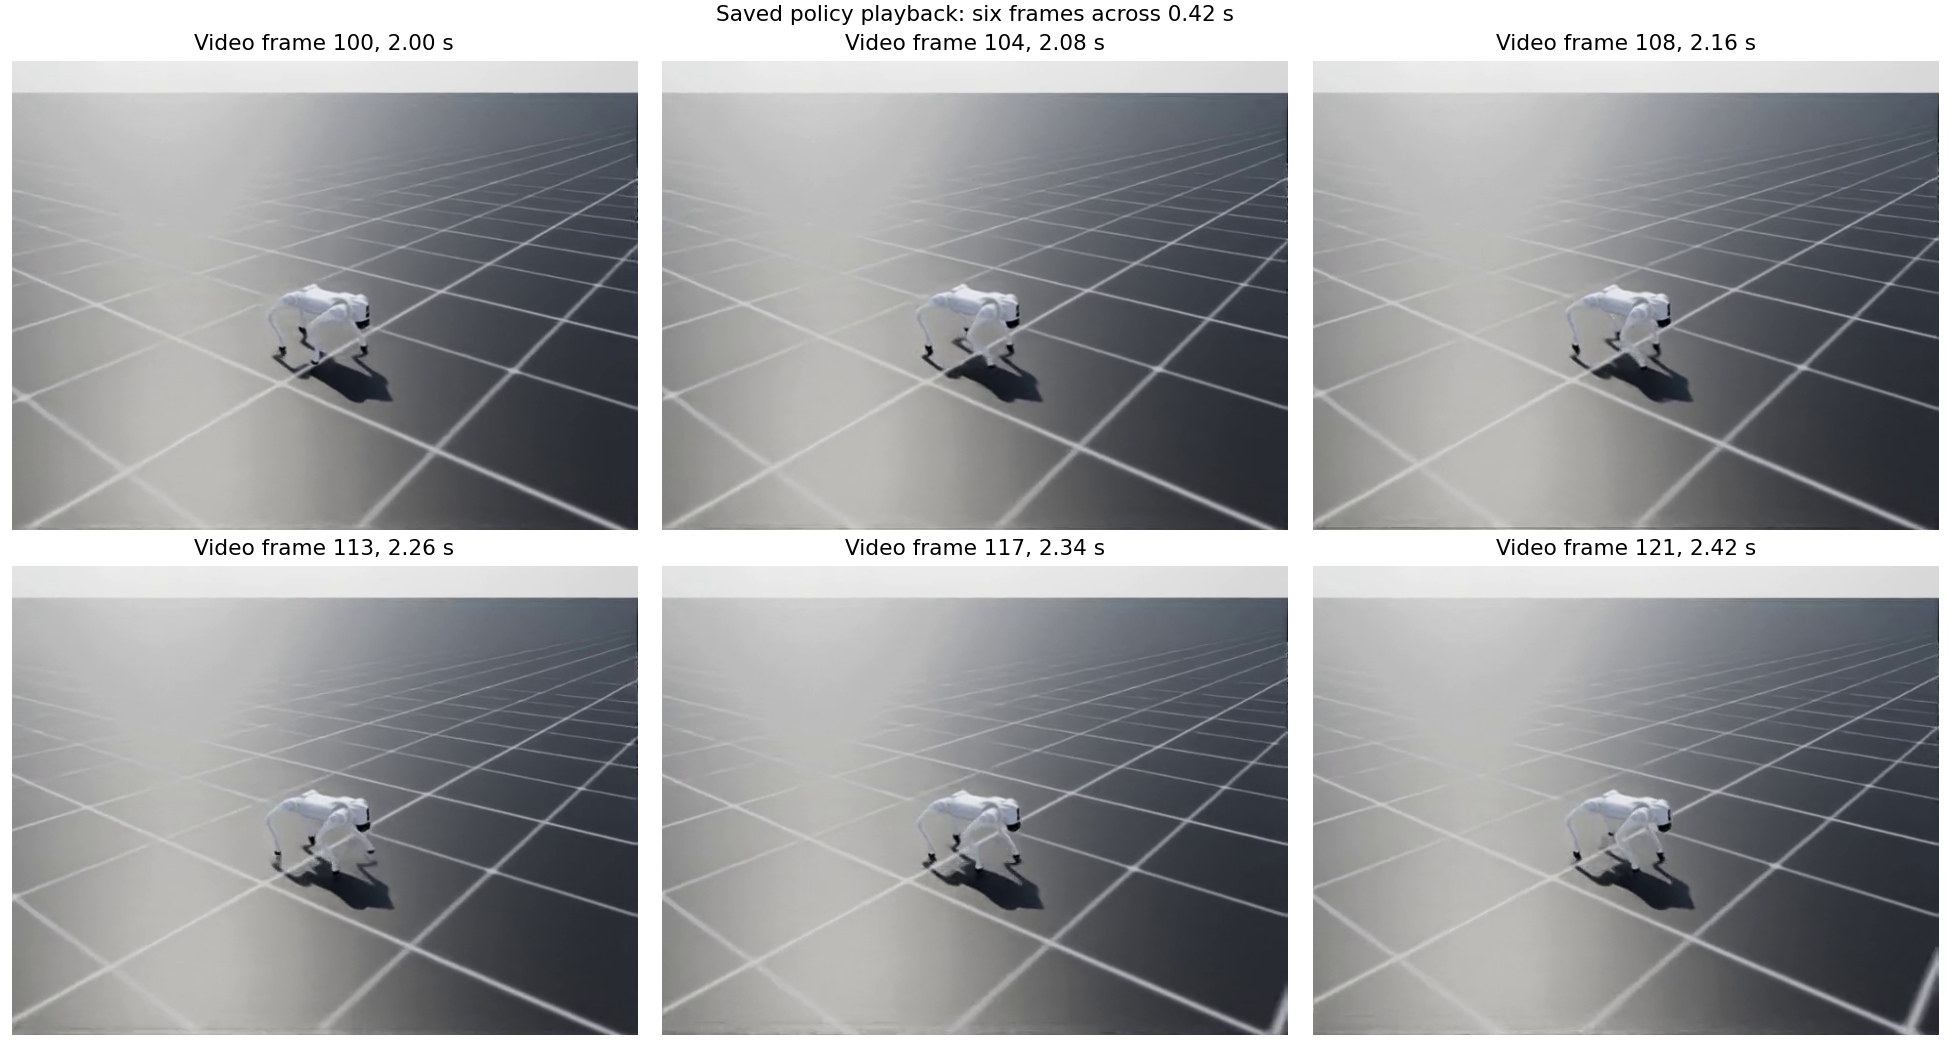 Saved policy playback: six frames across 0.42 s
Video frame 100, 2.00 s
Video frame 104, 2.08 s
Video frame 108, 2.16 s
Video frame 113, 2.26 s
Video frame 117, 2.34 s
Video frame 121, 2.42 s